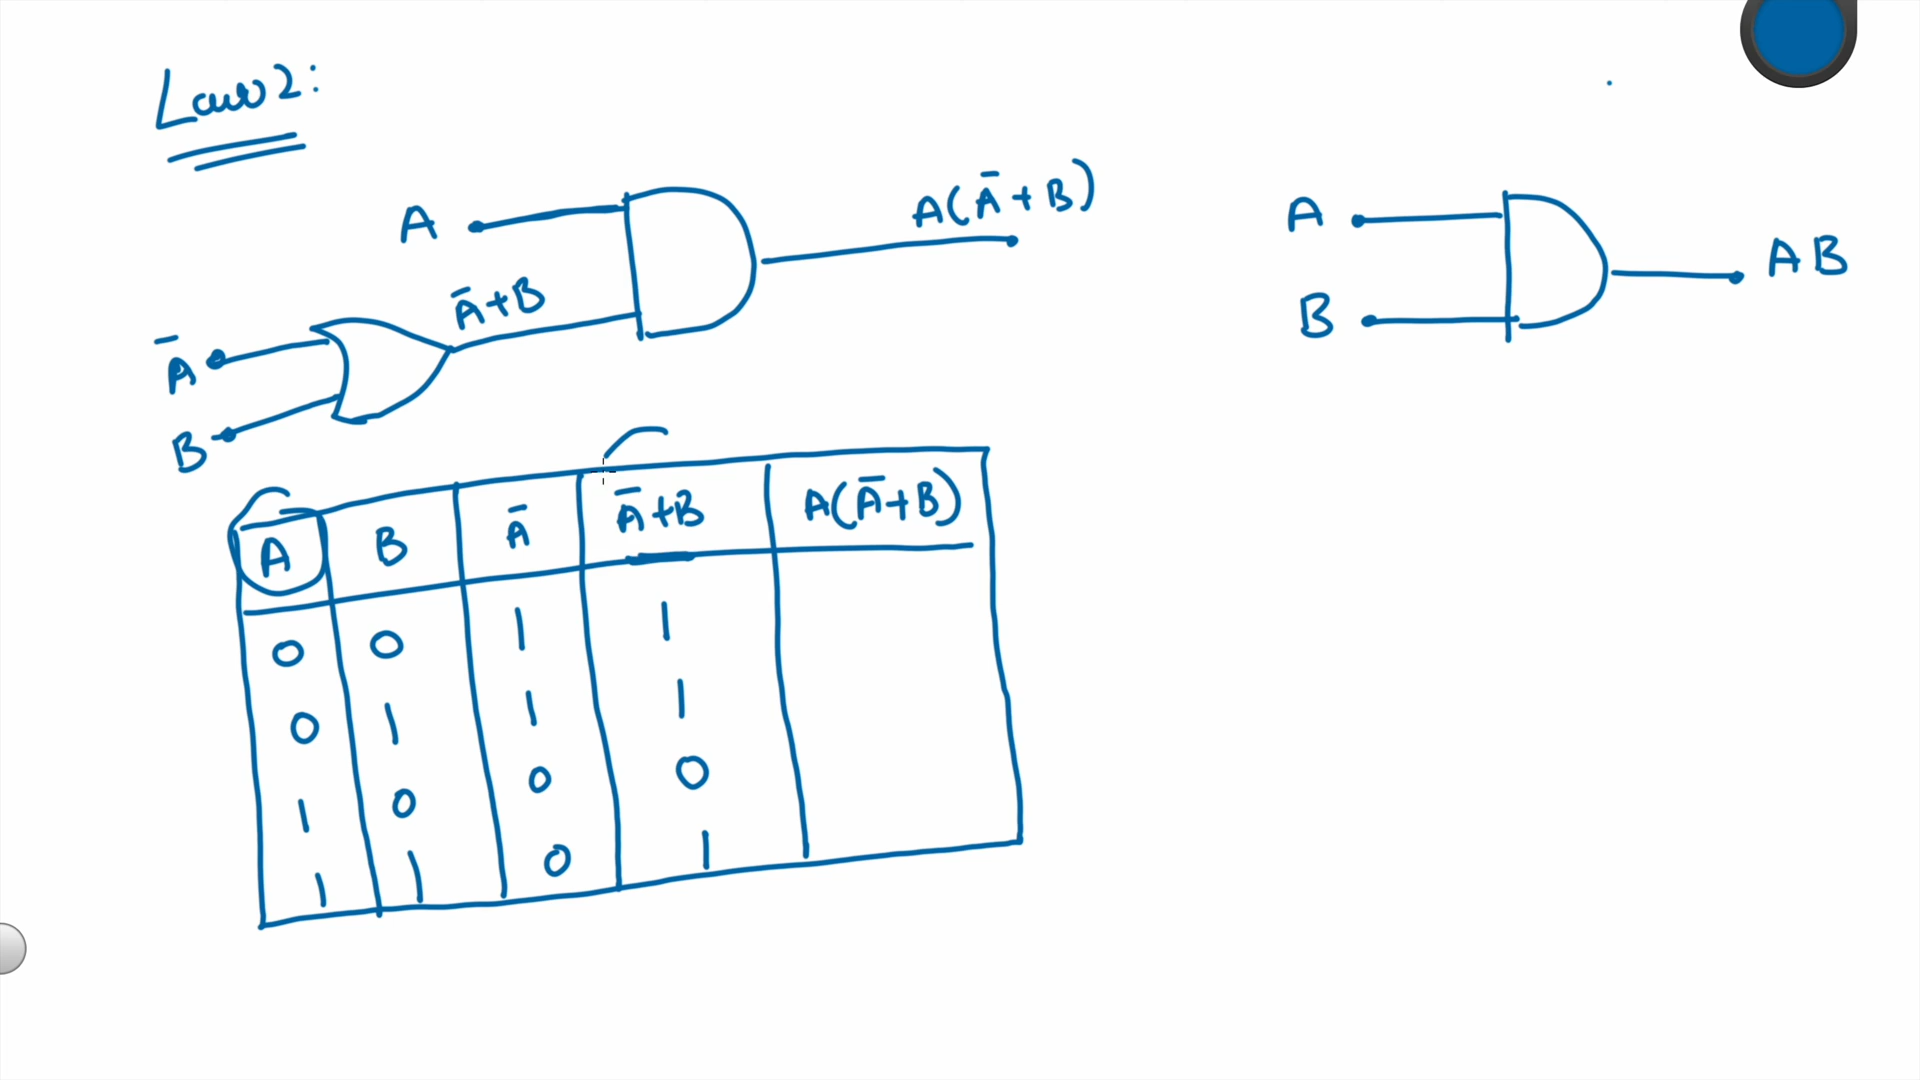 Law 2:
A
A(Ā+B)
Ā+B
Ā
B
A
B
AB
A B Ā Ā+B A(Ā+B)
0 0 1 1
0 1 1 1
1 0 0 0
1 1 0 1